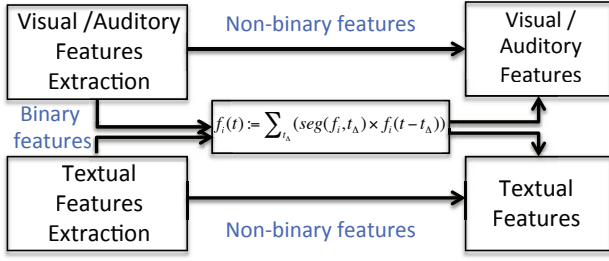 Visual /Auditory
Features
Extraction
Non-binary features
Visual /
Auditory
Features
Binary
features
f_i(t) := ∑_{t_Δ} (seg(f_i, t_Δ) × f_i(t − t_Δ))
Textual
Features
Extraction
Non-binary features
Textual
Features